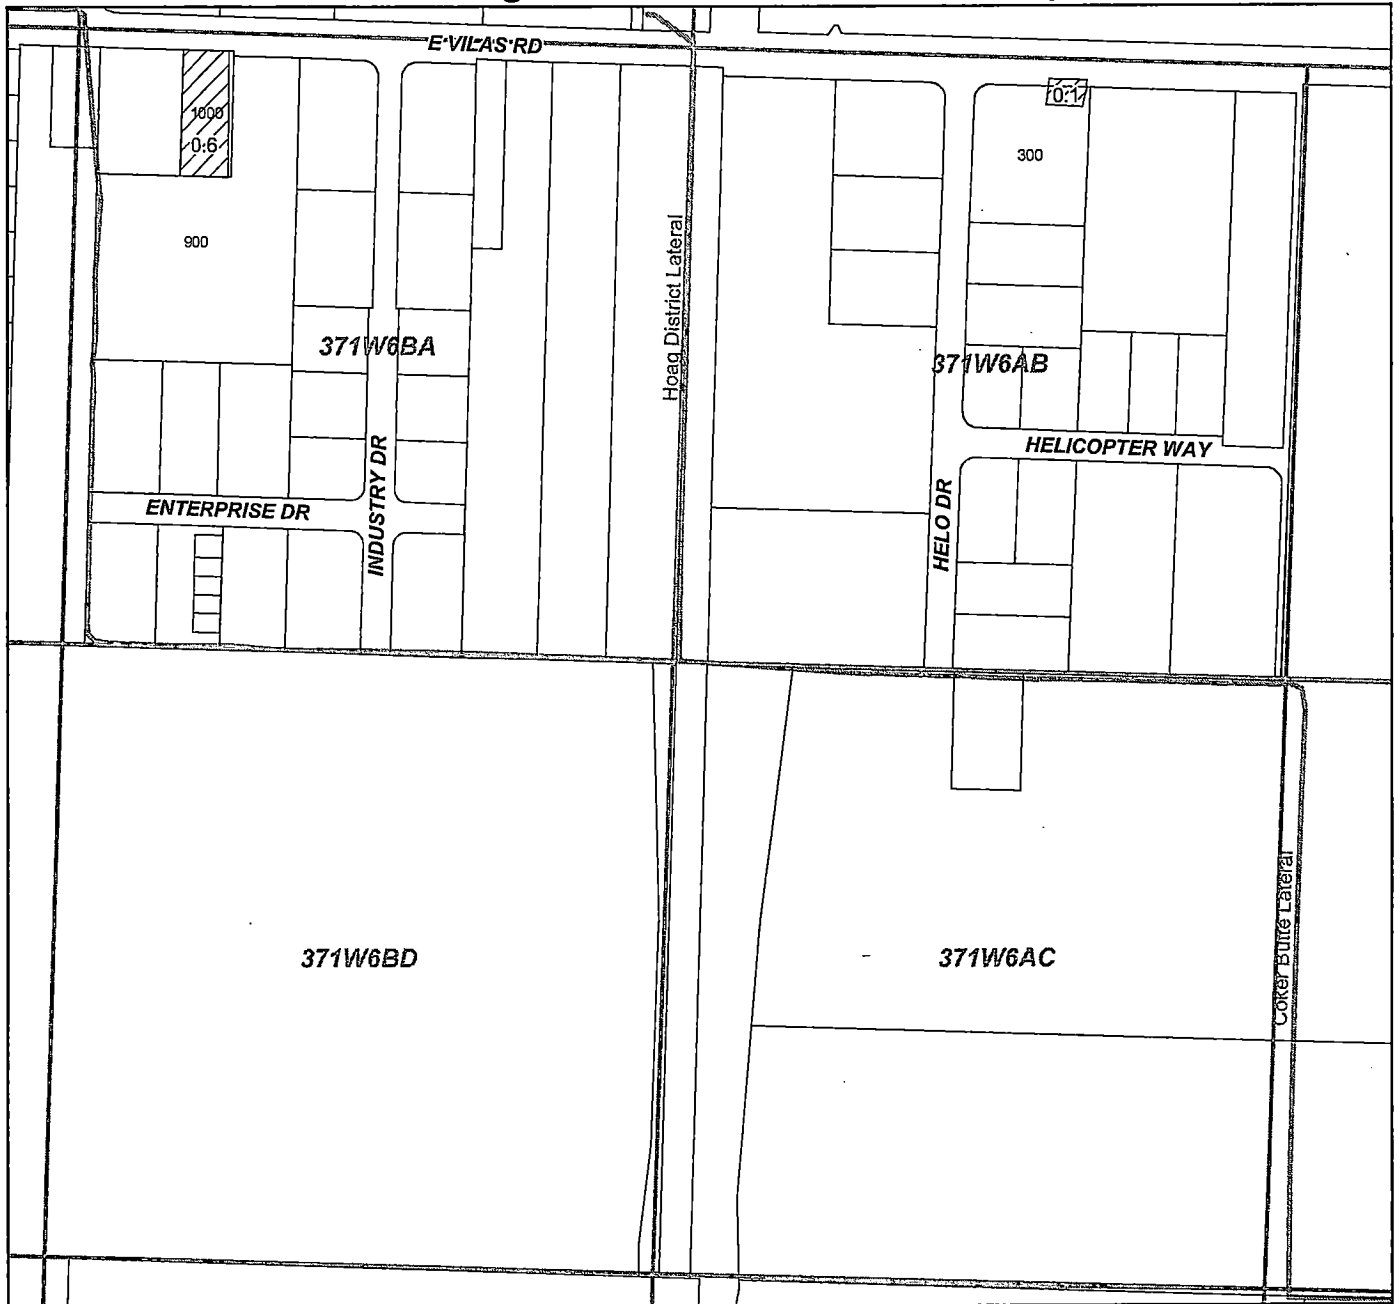 E VILAS RD
1000
0.6
0.1
300
900
Hoag District Lateral
371W6BA
371W6AB
HELICOPTER WAY
INDUSTRY DR
HELO DR
ENTERPRISE DR
371W6BD
371W6AC
Coker Butte Lateral